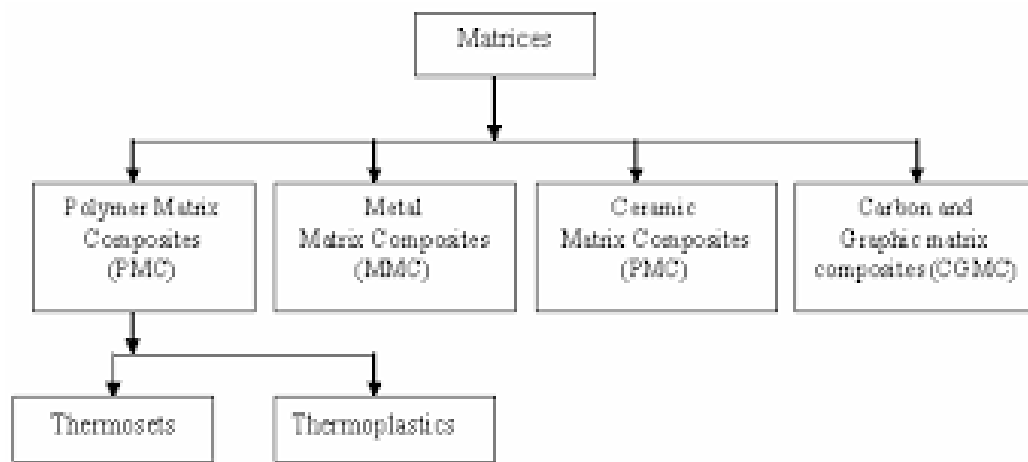 Matrices
Polymer Matrix
Composites
(PMC)
Metal
Matrix Composites
(MMC)
Ceramic
Matrix Composites
(PMC)
Carbon and
Graphic matrix
composites (CGMC)
Thermosets
Thermoplastics